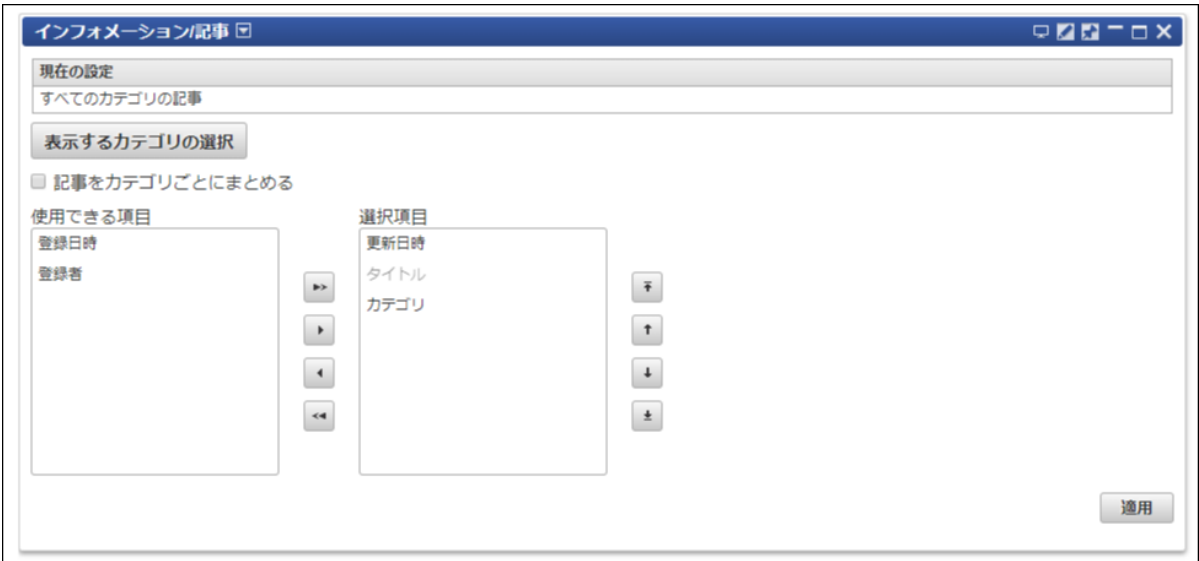 インフォメーション/記事
現在の設定
すべてのカテゴリの記事
表示するカテゴリの選択
記事をカテゴリごとにまとめる
使用できる項目
登録日時
登録者
選択項目
更新日時
タイトル
カテゴリ
適用